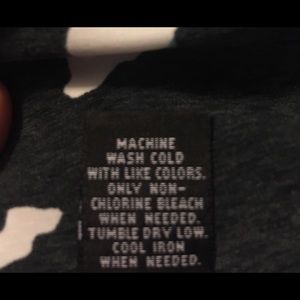 MACHINE
WASH COLD
WITH LIKE COLORS.
ONLY NON-
CHLORINE BLEACH
WHEN NEEDED.
TUMBLE DRY LOW.
COOL IRON
WHEN NEEDED.